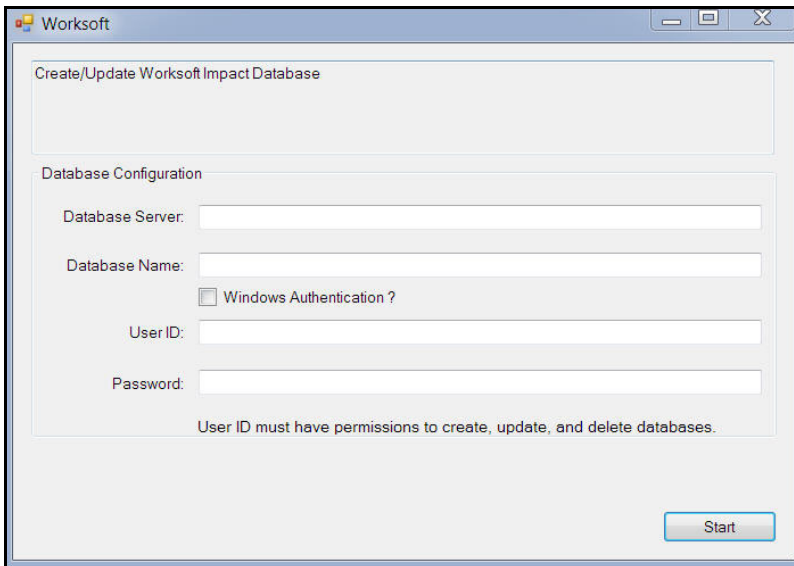 Worksoft
Create/Update Worksoft Impact Database
Database Configuration
Database Server:
Database Name:
Windows Authentication ?
User ID:
Password:
User ID must have permissions to create, update, and delete databases.
Start